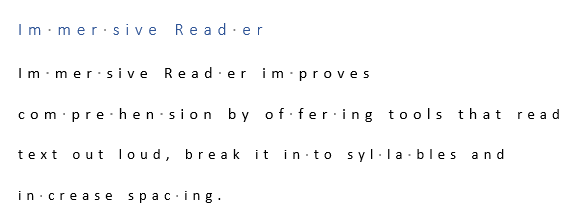 Im·mer·sive Read·er
Im·mer·sive Read·er im·proves
com·pre·hen·sion by of·fer·ing tools that read
text out loud, break it in·to syl·la·bles and
in·crease spac·ing.